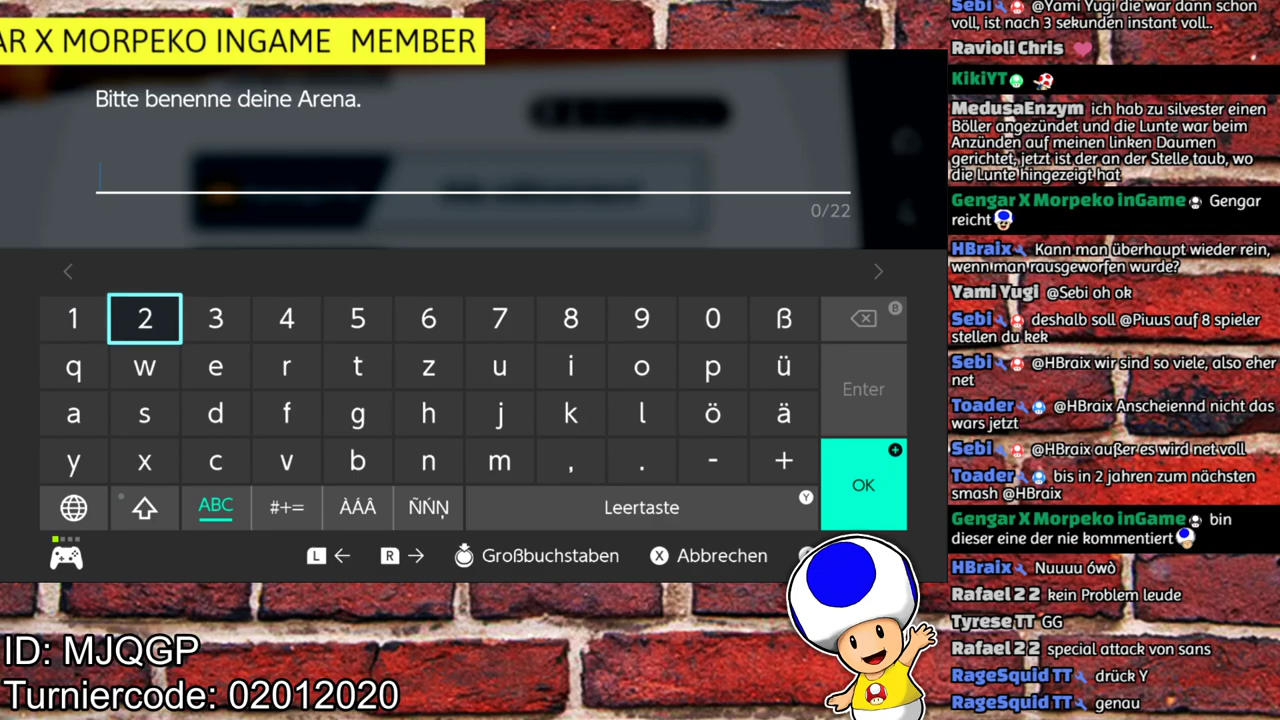 AR X MORPEKO INGAME MEMBER
Bitte benenne deine Arena.
0/22
1 2 3 4 5 6 7 8 9 0 ß
B
q w e r t z u i o p ü
Enter
a s d f g h j k l ö ä
y x c v b n m , . - +
OK
ABC #+= ÀÁÂ ÑŃŅ Leertaste
Y
L ← R → Großbuchstaben X Abbrechen
ID: MJQGP
Turniercode: 02012020
Sebi @Yami Yugi die war dann schon
voll, ist nach 3 sekunden instant voll..
Ravioli Chris
KikiYT
MedusaEnzym ich hab zu silvester einen
Böller angezündet und die Lunte war beim
Anzünden auf meinen linken Daumen
gerichtet, jetzt ist der an der Stelle taub, wo
die Lunte hingezeigt hat
Gengar X Morpeko inGame Gengar
reicht
HBraix Kann man überhaupt wieder rein,
wenn man rausgeworfen wurde?
Yami Yugi @Sebi oh ok
Sebi deshalb soll @Piuus auf 8 spieler
stellen du kek
Sebi @HBraix wir sind so viele, also eher
net
Toader @HBraix Anscheiennd nicht das
wars jetzt
Sebi @HBraix außer es wird net voll
Toader bis in 2 jahren zum nächsten
smash @HBraix
Gengar X Morpeko inGame bin
dieser eine der nie kommentiert
HBraix Nuuuu ówò
Rafael 2 2 kein Problem leude
Tyrese TT GG
Rafael 2 2 special attack von sans
RageSquid TT drück Y
RageSquid TT genau